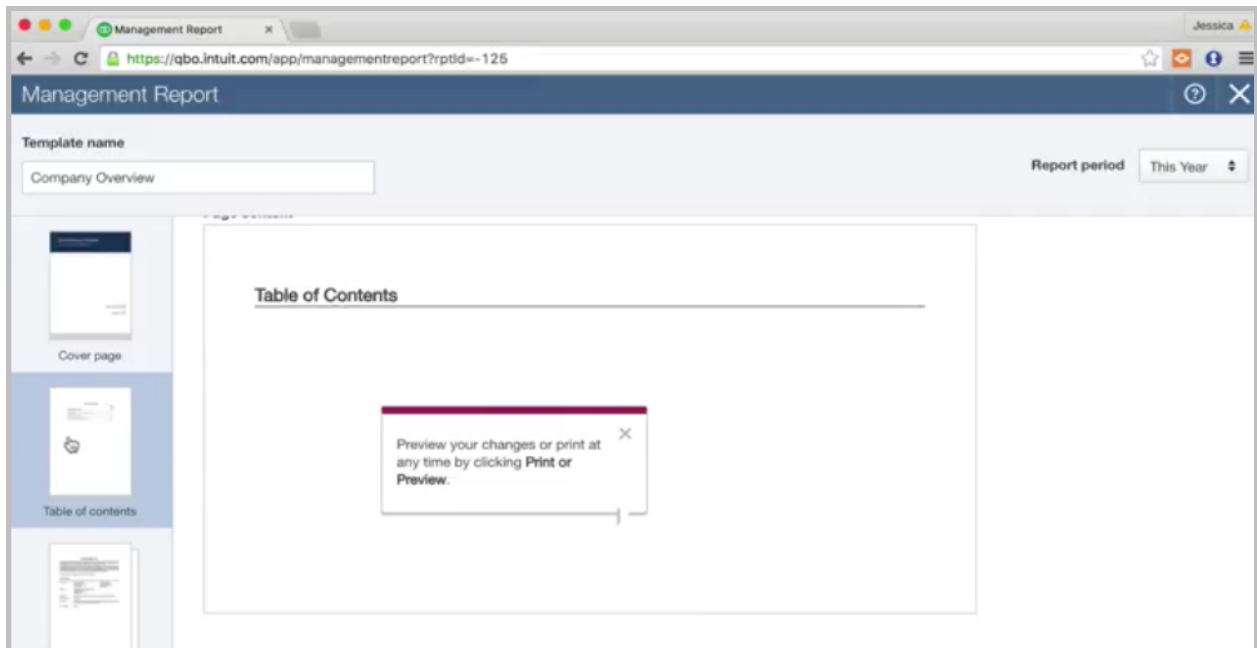 Management Report
Jessica
https://qbo.intuit.com/app/managementreport?rptId=-125
Management Report
Template name
Company Overview
Report period
This Year
Page Content
Cover page
Table of contents
Table of Contents
Preview your changes or print at
any time by clicking Print or
Preview.